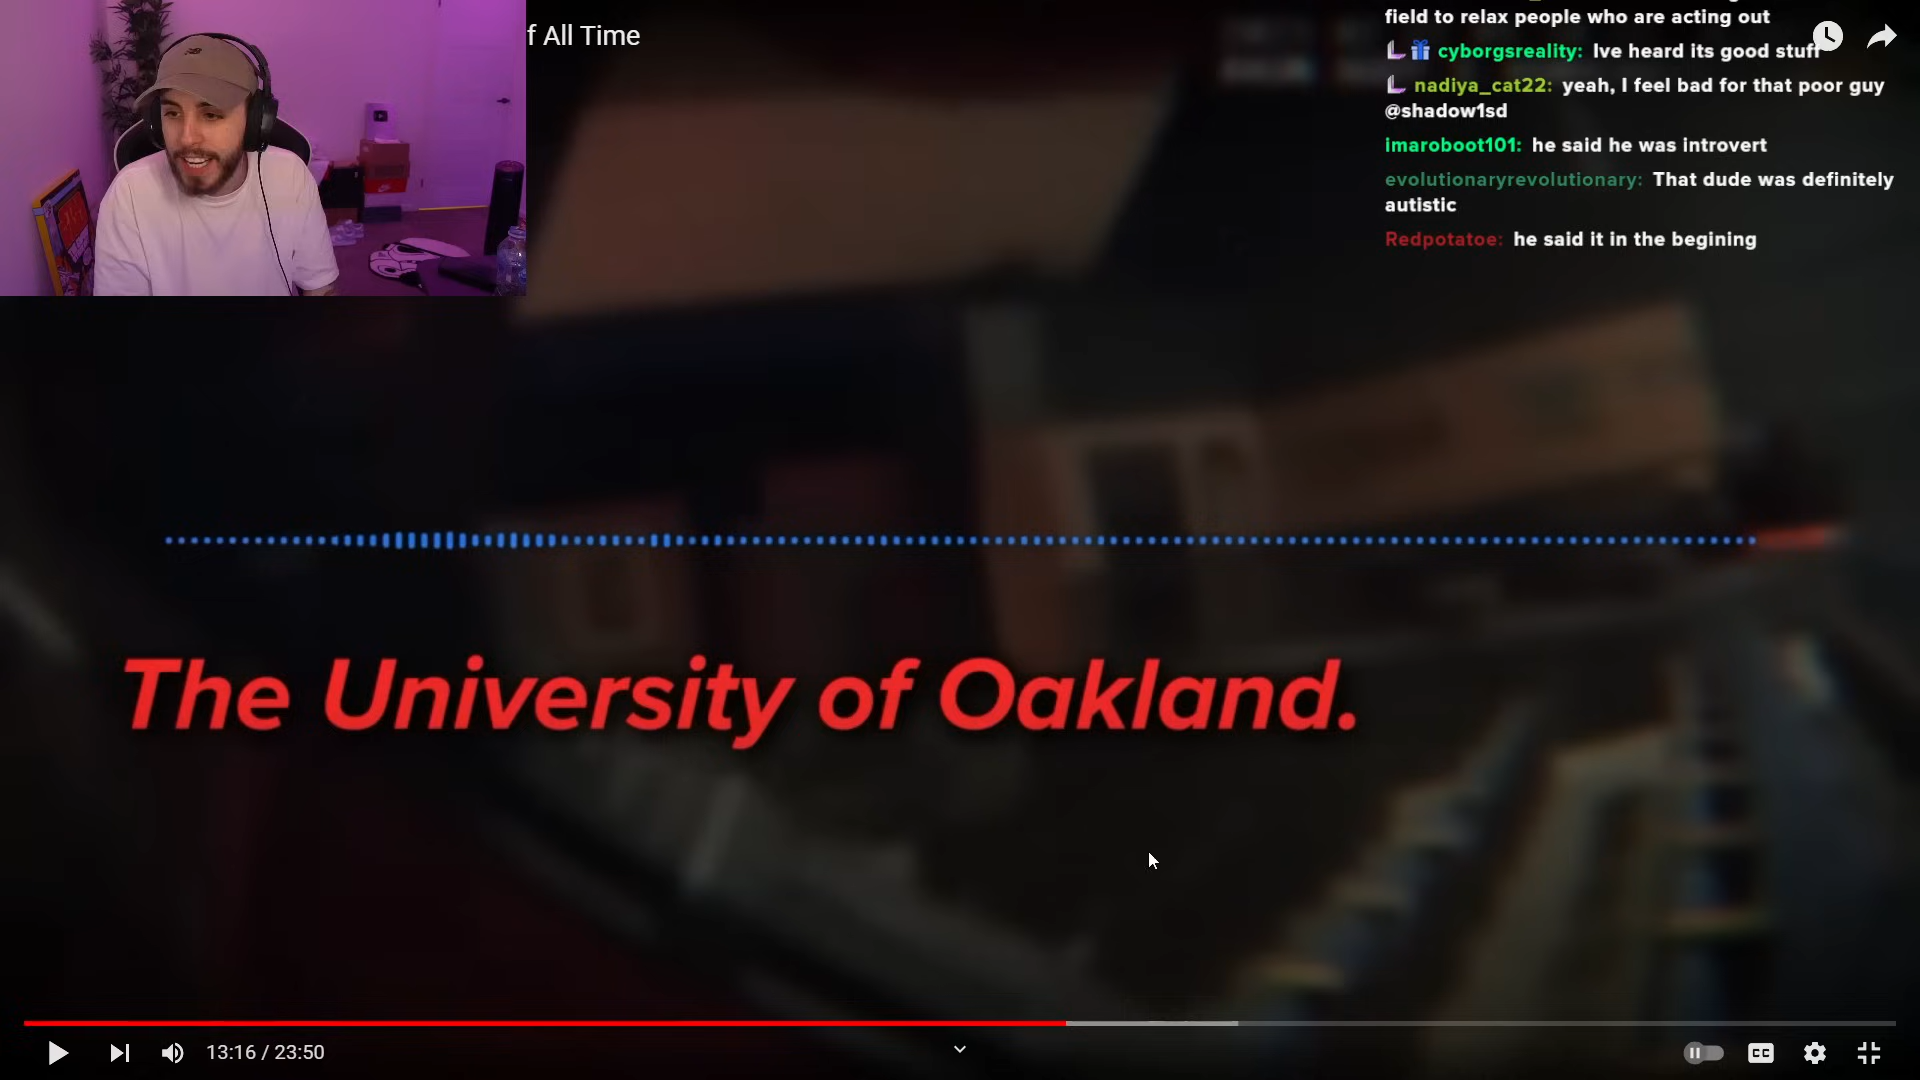 f All Time
field to relax people who are acting out
cyborgsreality: Ive heard its good stuff
nadiya_cat22: yeah, I feel bad for that poor guy
@shadow1sd
imaroboot101: he said he was introvert
evolutionaryrevolutionary: That dude was definitely
autistic
Redpotatoe: he said it in the begining
The University of Oakland.
13:16 / 23:50
CC